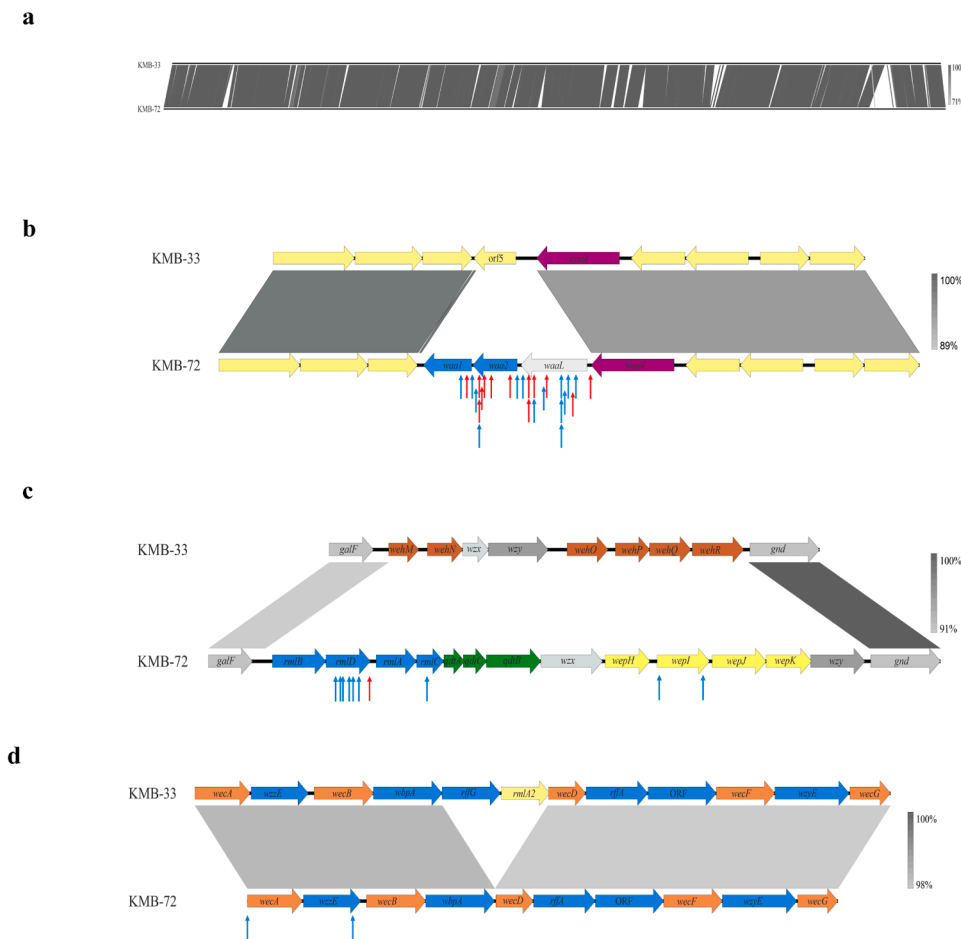 a
KMB-33
KMB-72
100
71%
b
KMB-33
orf5
KMB-72
waa1 waa2 waaL
100%
89%
c
KMB-33
galF wehM wehN wzx wzy wehO wehP wehQ wehR gnd
KMB-72
galF rmlB rmlD rmlA rmlC wzx wepH wepI wepJ wepK wzy gnd
100%
91%
d
KMB-33
wecA wzzE wecB wbpA rffG rmlA2 wecD rffA ORF wecF wzyE wecG
KMB-72
wecA wzzE wecB wbpA wecD rffA ORF wecF wzyE wecG
100%
98%